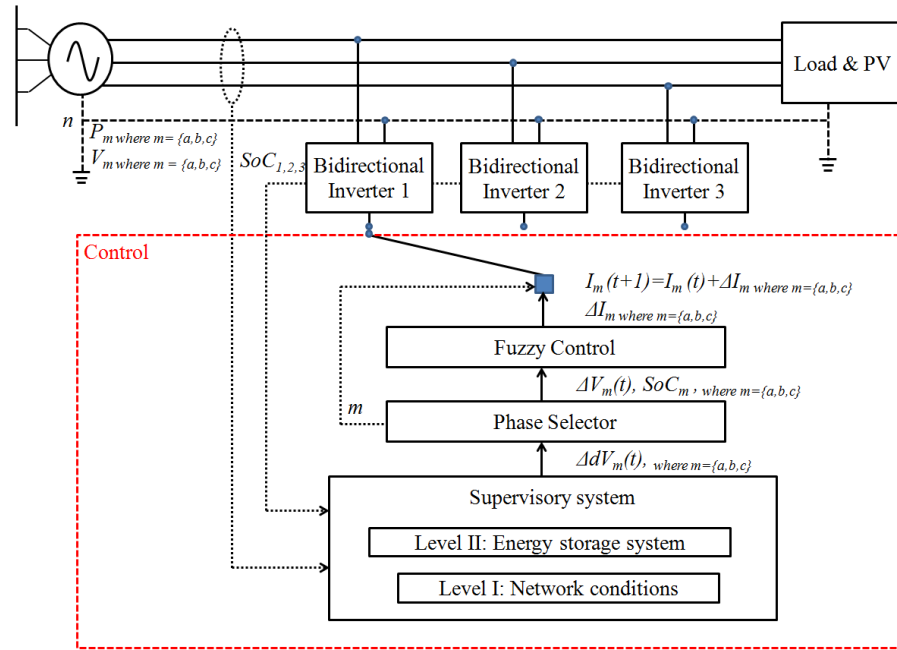 Load & PV
n
P_m where m= {a,b,c}
V_m where m = {a,b,c}
SoC_1,2,3
Bidirectional
Inverter 1
Bidirectional
Inverter 2
Bidirectional
Inverter 3
Control
I_m (t+1)=I_m (t)+ΔI_m where m={a,b,c}
ΔI_m where m={a,b,c}
Fuzzy Control
ΔV_m(t), SoC_m , where m={a,b,c}
m
Phase Selector
ΔdV_m(t), where m={a,b,c}
Supervisory system
Level II: Energy storage system
Level I: Network conditions